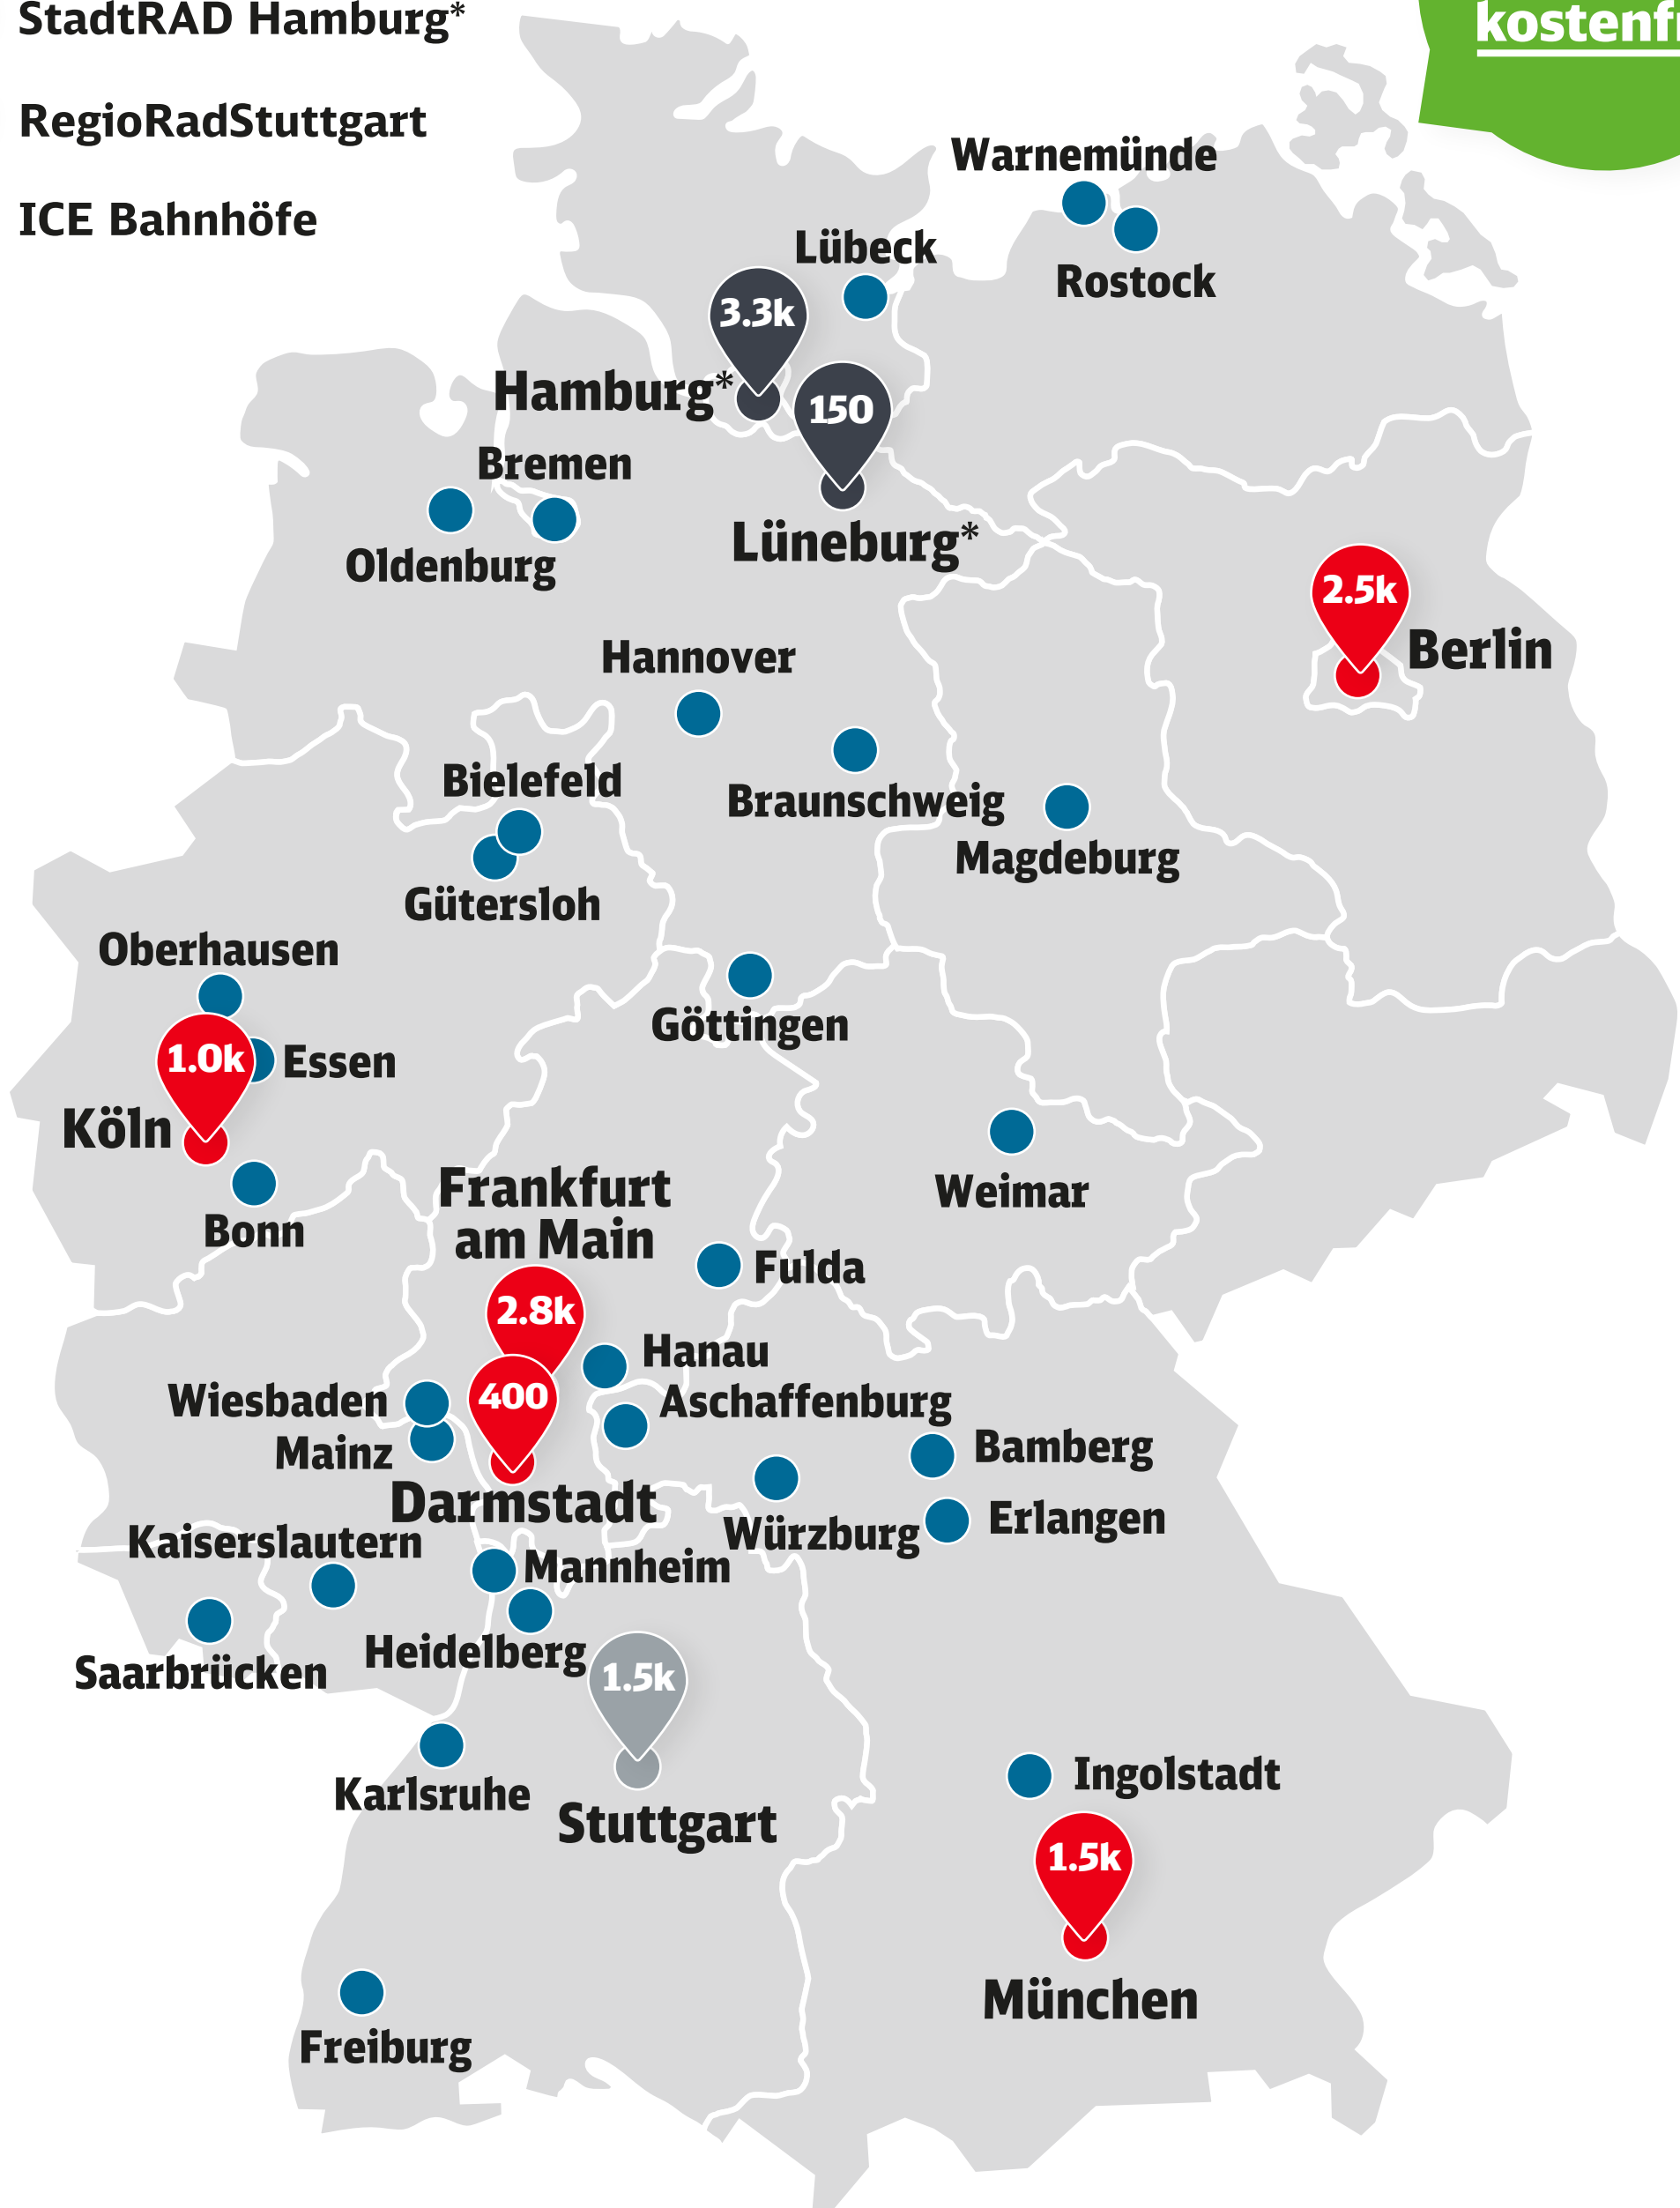 StadtRAD Hamburg*
kostenf
RegioRadStuttgart
ICE Bahnhöfe
Warnemünde
Rostock
Lübeck
3.3k
Hamburg*
150
Lüneburg*
Bremen
Oldenburg
2.5k
Berlin
Hannover
Braunschweig
Bielefeld
Gütersloh
Magdeburg
Oberhausen
Göttingen
1.0k
Essen
Köln
Bonn
Weimar
Frankfurt
am Main
Fulda
2.8k
Hanau
400
Wiesbaden
Aschaffenburg
Mainz
Bamberg
Darmstadt
Erlangen
Würzburg
Kaiserslautern
Mannheim
Heidelberg
Saarbrücken
1.5k
Karlsruhe
Stuttgart
Ingolstadt
1.5k
München
Freiburg